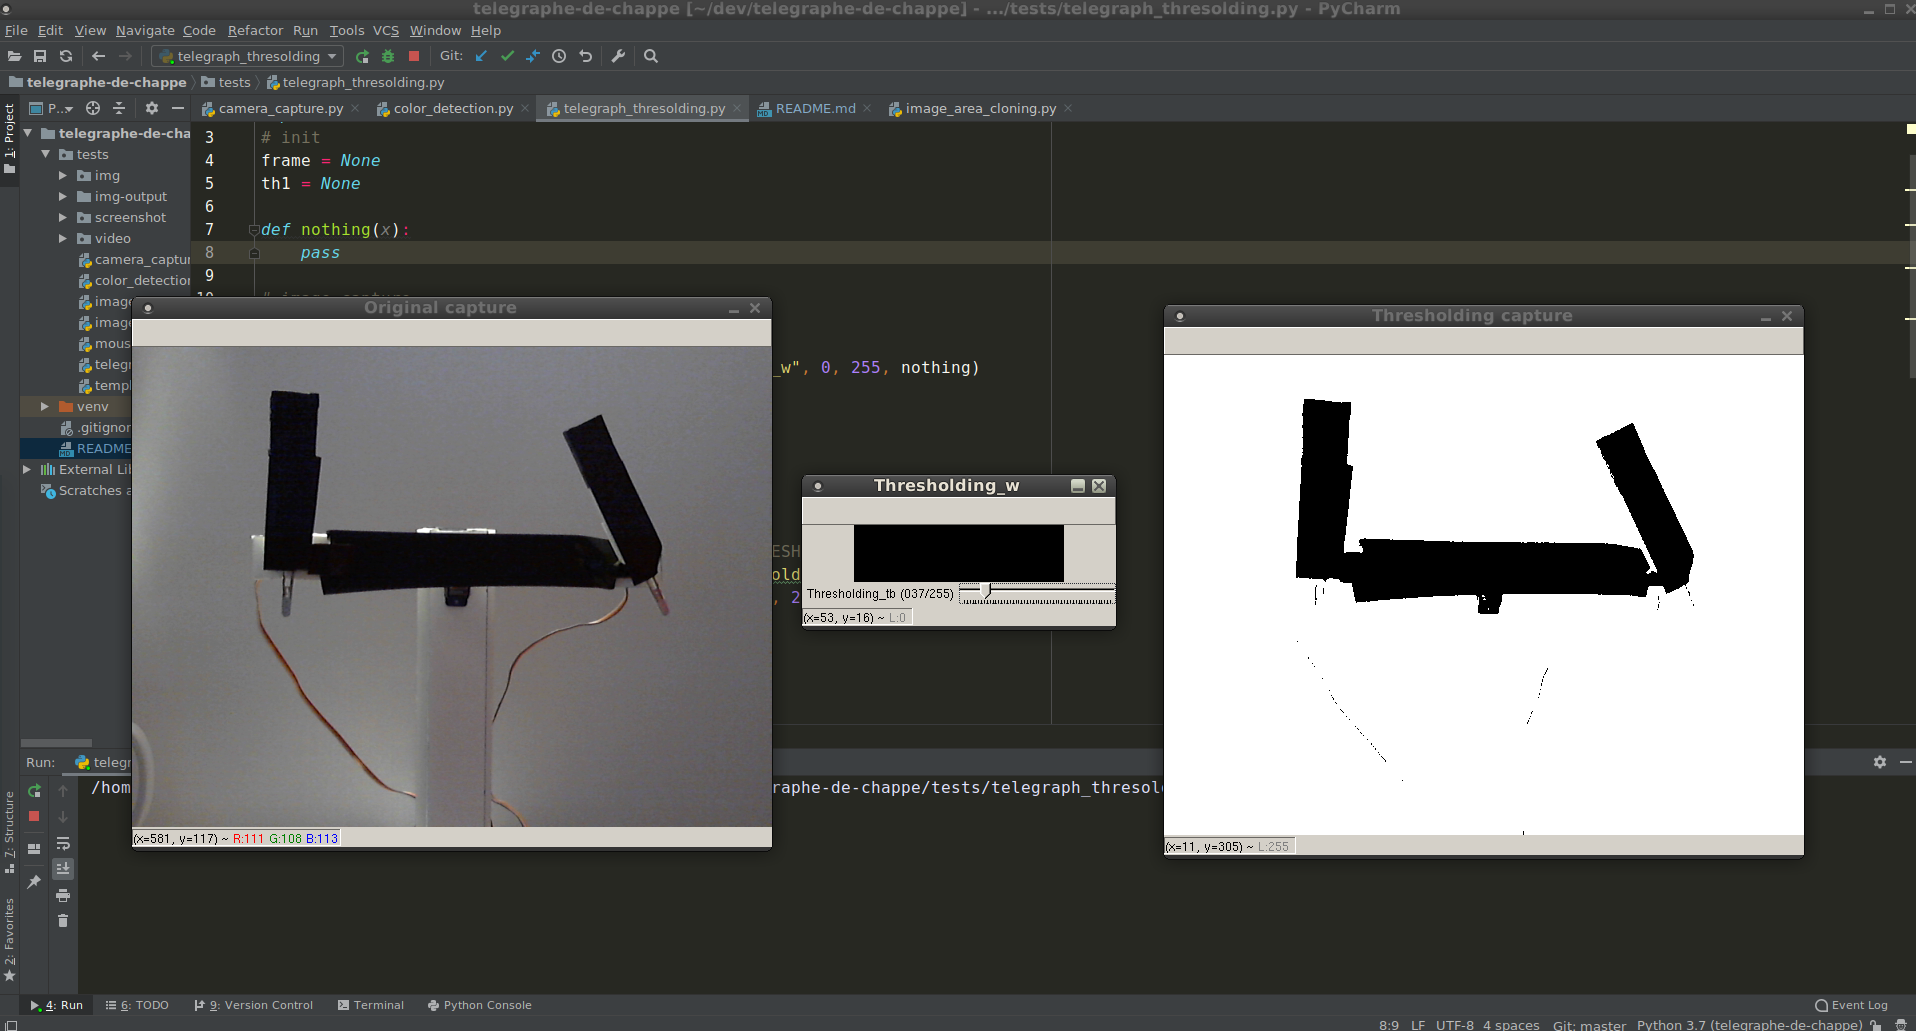 telegraphe-de-chappe [~/dev/telegraphe-de-chappe] - .../tests/telegraph_thresolding.py - PyCharm
File Edit View Navigate Code Refactor Run Tools VCS Window Help
telegraph_thresolding Git:
telegraphe-de-chappe tests telegraph_thresolding.py
1: Project
P... camera_capture.py color_detection.py telegraph_thresolding.py README.md image_area_cloning.py
telegraphe-de-cha
tests
img
img-output
screenshot
video
camera_captur
color_detection
image
image
mous
telegr
templ
venv
.gitignor
README
External Li
Scratches a
3 # init
4 frame = None
5 th1 = None
6
7 def nothing(x):
8 pass
9
_w", 0, 255, nothing)
ESH
old
, 2
Original capture
(x=581, y=117) ~ R:111 G:108 B:113
Thresholding_w
Thresholding_tb (037/255)
(x=53, y=16) ~ L:0
Thresholding capture
(x=11, y=305) ~ L:255
Run: telegr
/hom raphe-de-chappe/tests/telegraph_thresol
7: Structure
2: Favorites
4: Run 6: TODO 9: Version Control Terminal Python Console Event Log
8:9 LF UTF-8 4 spaces Git: master Python 3.7 (telegraphe-de-chappe)